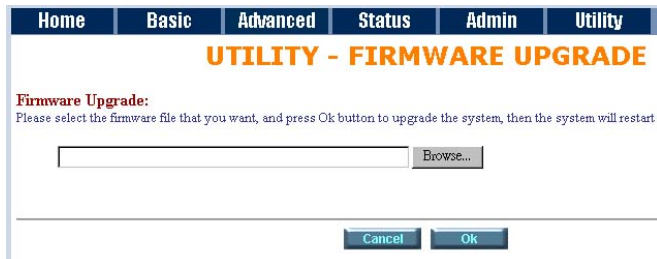 Home Basic Advanced Status Admin Utility
UTILITY - FIRMWARE UPGRADE
Firmware Upgrade:
Please select the firmware file that you want, and press Ok button to upgrade the system, then the system will restart
Browse...
Cancel Ok